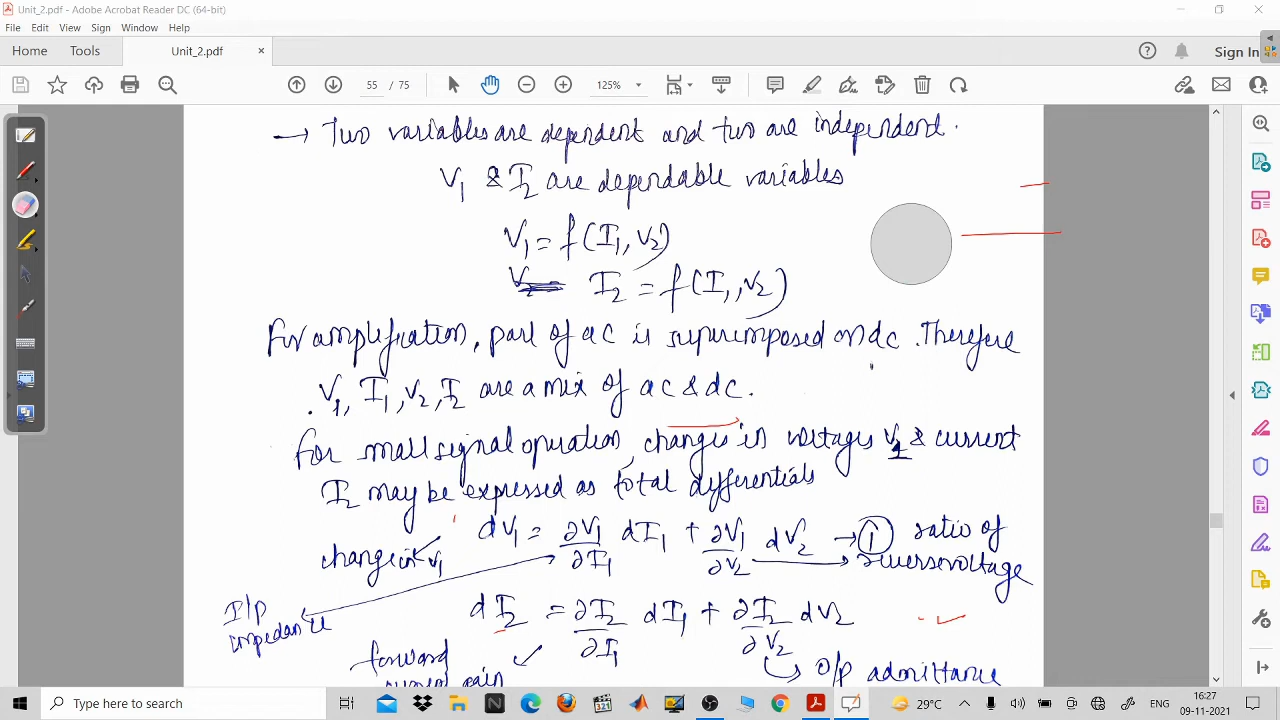 Unit_2.pdf - Adobe Acrobat Reader DC (64-bit)
File Edit View Sign Window Help
Home Tools Unit_2.pdf × Sign In
55 / 75 125%
→ Two variables are dependent and two are independent.
V1 & I2 are dependable variables
V1 = f(I1, V2)
I2 = f(I1, V2)
For amplification, part of ac is superimposed on dc. Therefore
V1, I1, V2, I2 are a mix of ac & dc.
For small signal operation, changes in voltages V1 & current
I2 may be expressed as total differentials
dV1 = ∂V1/∂I1 dI1 + ∂V1/∂V2 dV2 → ① ratio of
change in V1
reverse voltage
I/p
impedance
dI2 = ∂I2/∂I1 dI1 + ∂I2/∂V2 dV2
forward
current gain
O/p admittance
Type here to search
29°C
ENG
16:27
09-11-2021